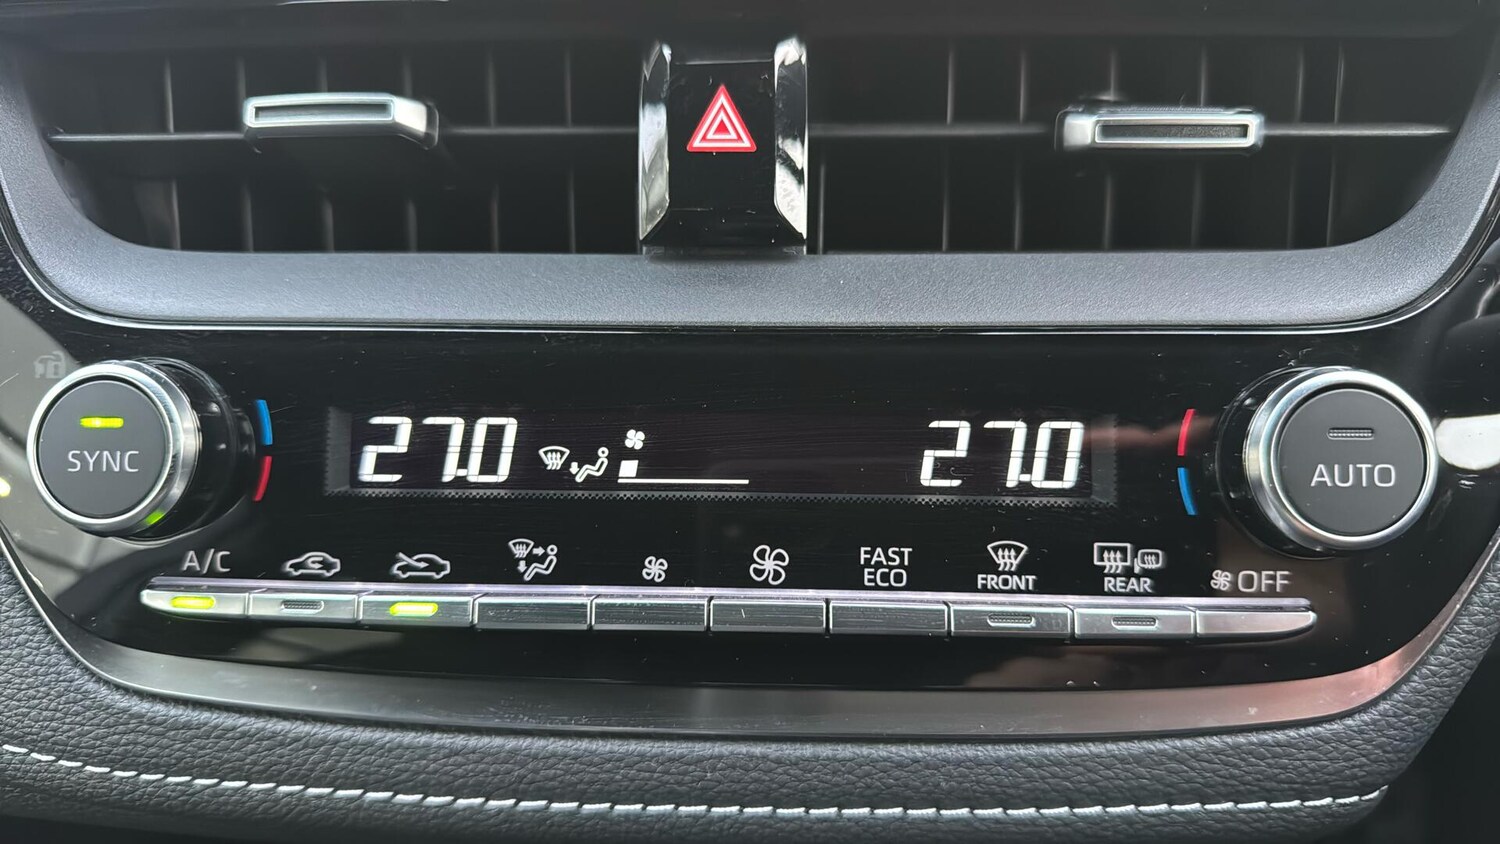 27.0
27.0
SYNC
AUTO
A/C
FAST
ECO
FRONT
REAR
OFF